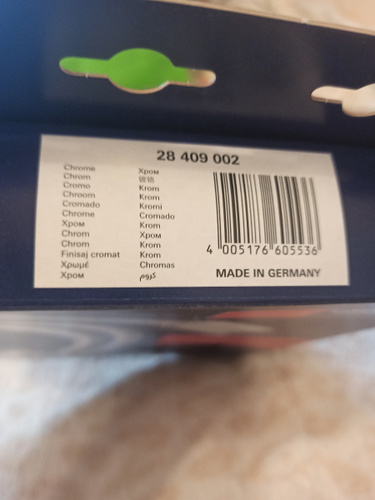 28 409 002
Chrome
Chrom
Cromo
Chroom
Cromado
Chrome
Хром
Chrom
Chrom
Finisaj cromat
Χρωμέ
Хром
Хром
镀铬
Krom
Krom
Kromi
Cromado
Krom
Хром
Krom
Krom
Chromas
كروم
4 005176 605536
MADE IN GERMANY